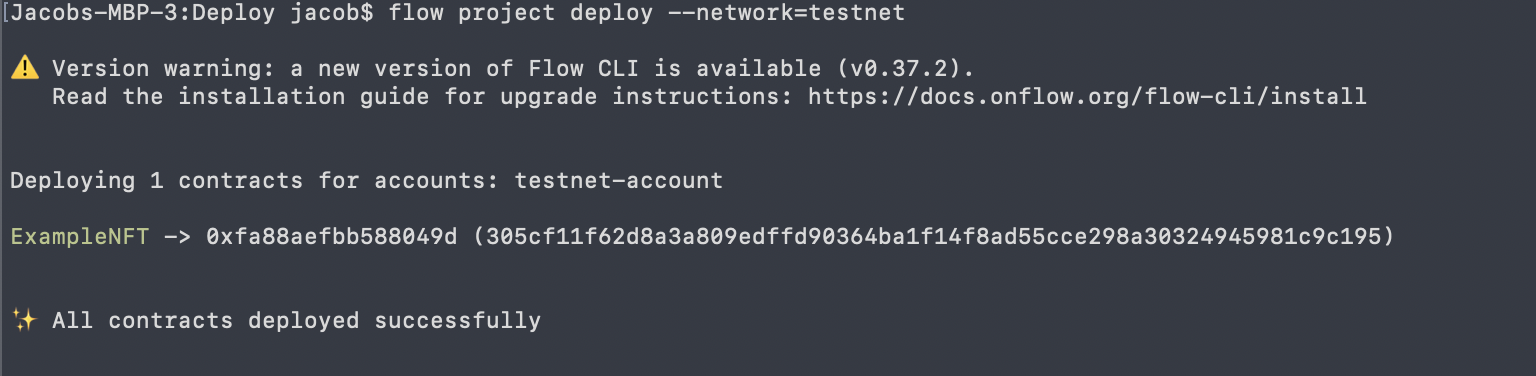 [Jacobs-MBP-3:Deploy jacob$ flow project deploy --network=testnet
⚠️ Version warning: a new version of Flow CLI is available (v0.37.2).
Read the installation guide for upgrade instructions: https://docs.onflow.org/flow-cli/install
Deploying 1 contracts for accounts: testnet-account
ExampleNFT -> 0xfa88aefbb588049d (305cf11f62d8a3a809edffd90364ba1f14f8ad55cce298a30324945981c9c195)
✨ All contracts deployed successfully